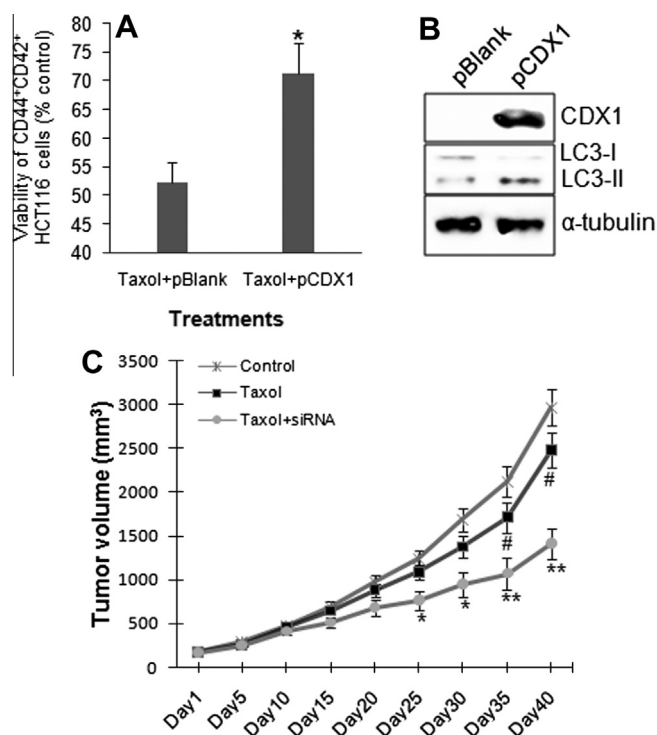 A
Viability of CD44+CD42+
HCT116 cells (% control)
80
75
70
65
60
55
50
45
40
*
Taxol+pBlank Taxol+pCDX1
Treatments
B
pBlank
pCDX1
CDX1
LC3-I
LC3-II
α-tubulin
C
Tumor volume (mm3)
3500
3000
2500
2000
1500
1000
500
0
Control
Taxol
Taxol+siRNA
#
#
*
*
**
**
Day1 Day5 Day10 Day15 Day20 Day25 Day30 Day35 Day40